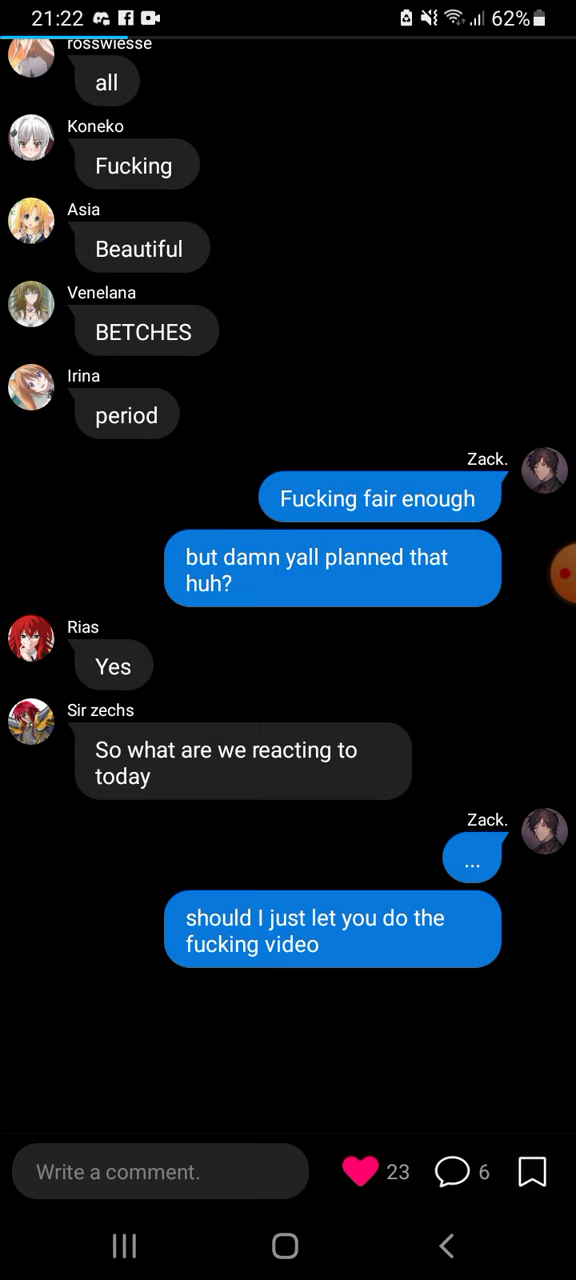 21:22
62%
rosswiesse
all
Koneko
Fucking
Asia
Beautiful
Venelana
BETCHES
Irina
period
Zack.
Fucking fair enough
but damn yall planned that
huh?
Rias
Yes
Sir zechs
So what are we reacting to
today
Zack.
...
should I just let you do the
fucking video
Write a comment.
23
6